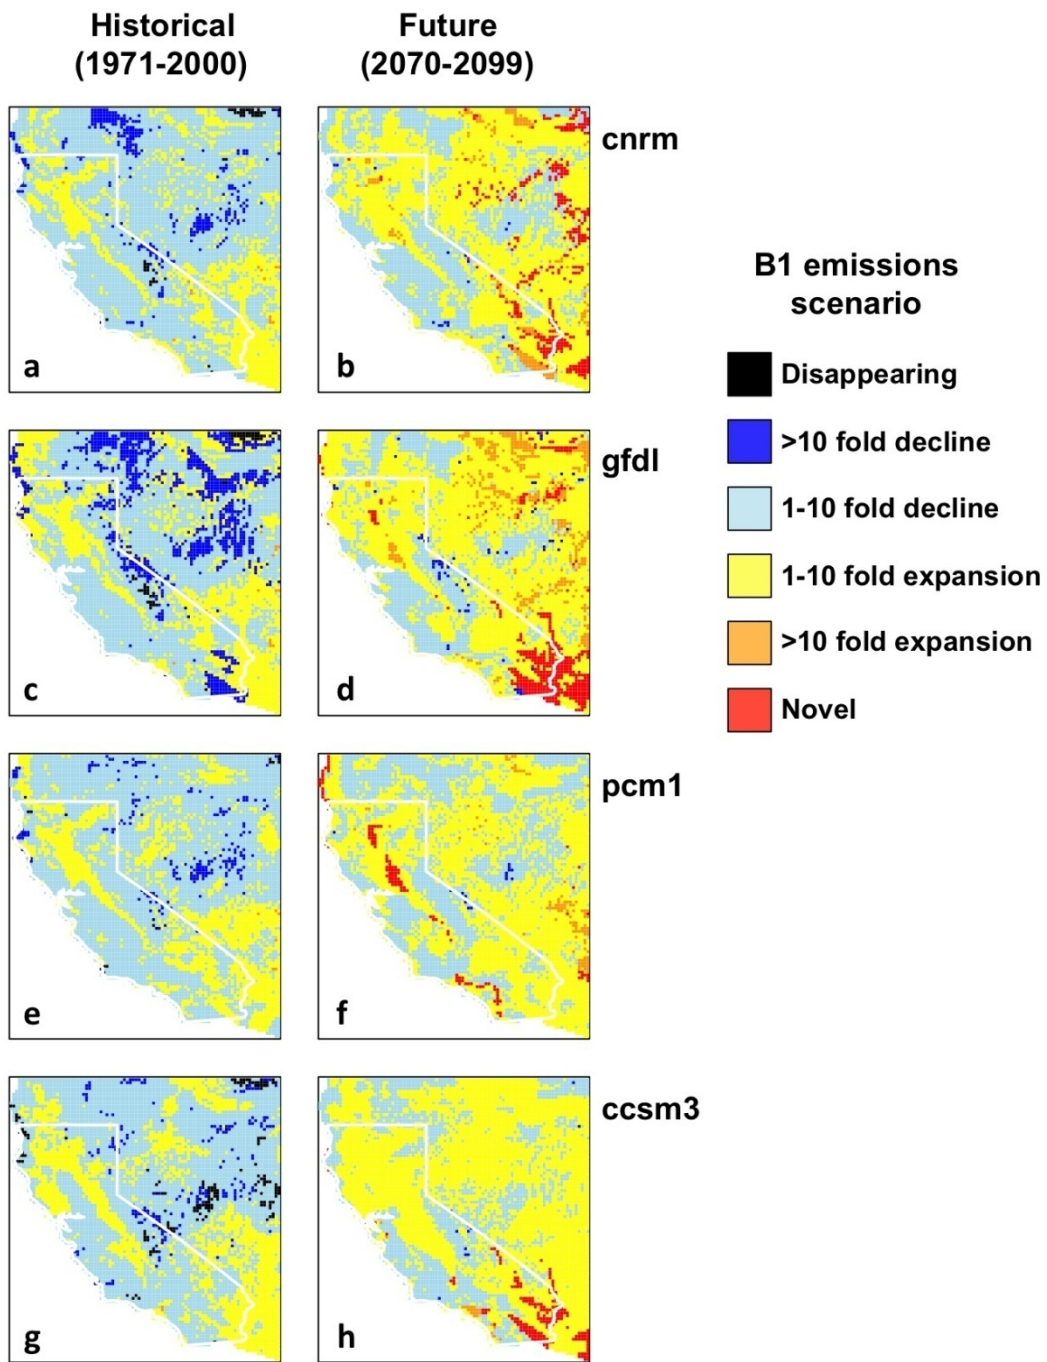 Historical
(1971-2000)
Future
(2070-2099)
a
b
cnrm
B1 emissions
scenario
Disappearing
>10 fold decline
1-10 fold decline
1-10 fold expansion
>10 fold expansion
Novel
c
d
gfdl
e
f
pcm1
g
h
ccsm3